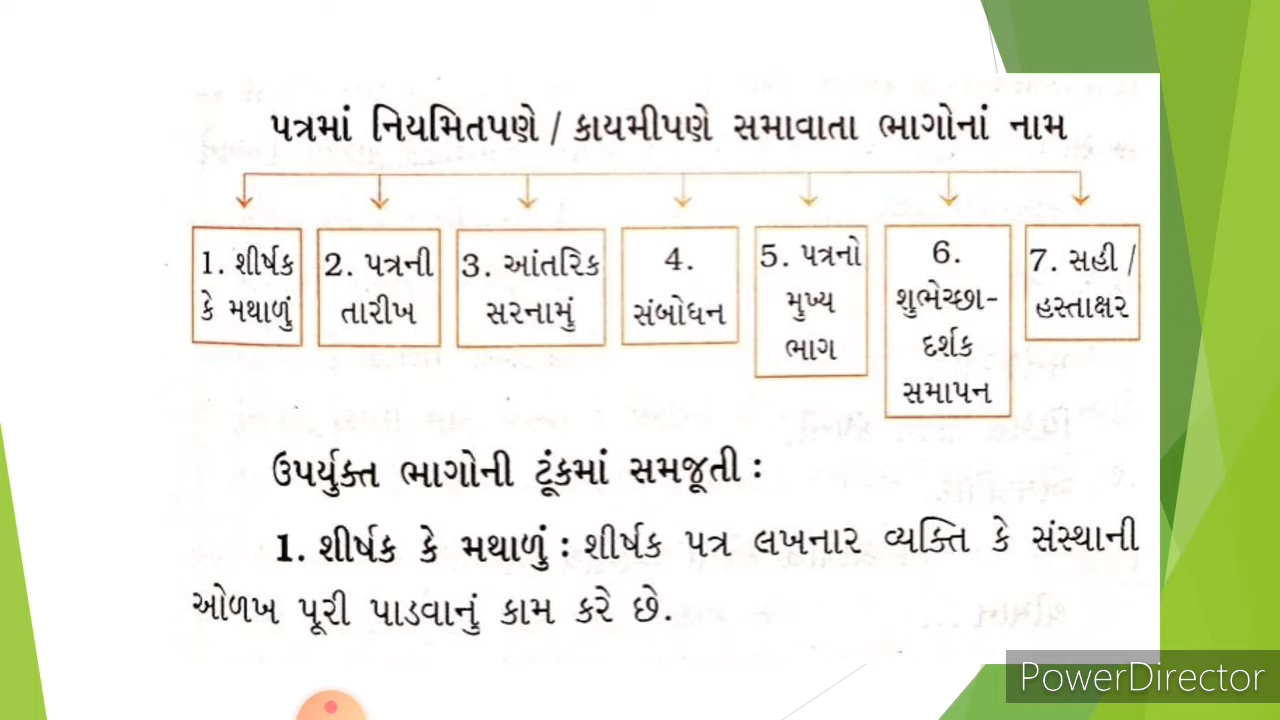 પત્રમાં નિયમિતપણે / કાયમીપણે સમાવાતા ભાગોનાં નામ
1. શીર્ષક
કે મથાળું
2. પત્રની
તારીખ
3. આંતરિક
સરનામું
4.
સંબોધન
5. પત્રનો
મુખ્ય
ભાગ
6.
શુભેચ્છા-
દર્શક
સમાપન
7. સહી /
હસ્તાક્ષર
ઉપર્યુક્ત ભાગોની ટૂંકમાં સમજૂતી :
1. શીર્ષક કે મથાળું : શીર્ષક પત્ર લખનાર વ્યક્તિ કે સંસ્થાની
ઓળખ પૂરી પાડવાનું કામ કરે છે.
PowerDirector